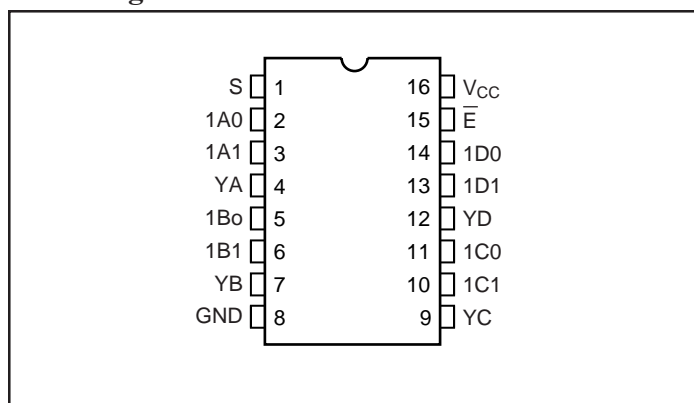 S 1 16 VCC
1A0 2 15 E̅
1A1 3 14 1D0
YA 4 13 1D1
1Bo 5 12 YD
1B1 6 11 1C0
YB 7 10 1C1
GND 8 9 YC